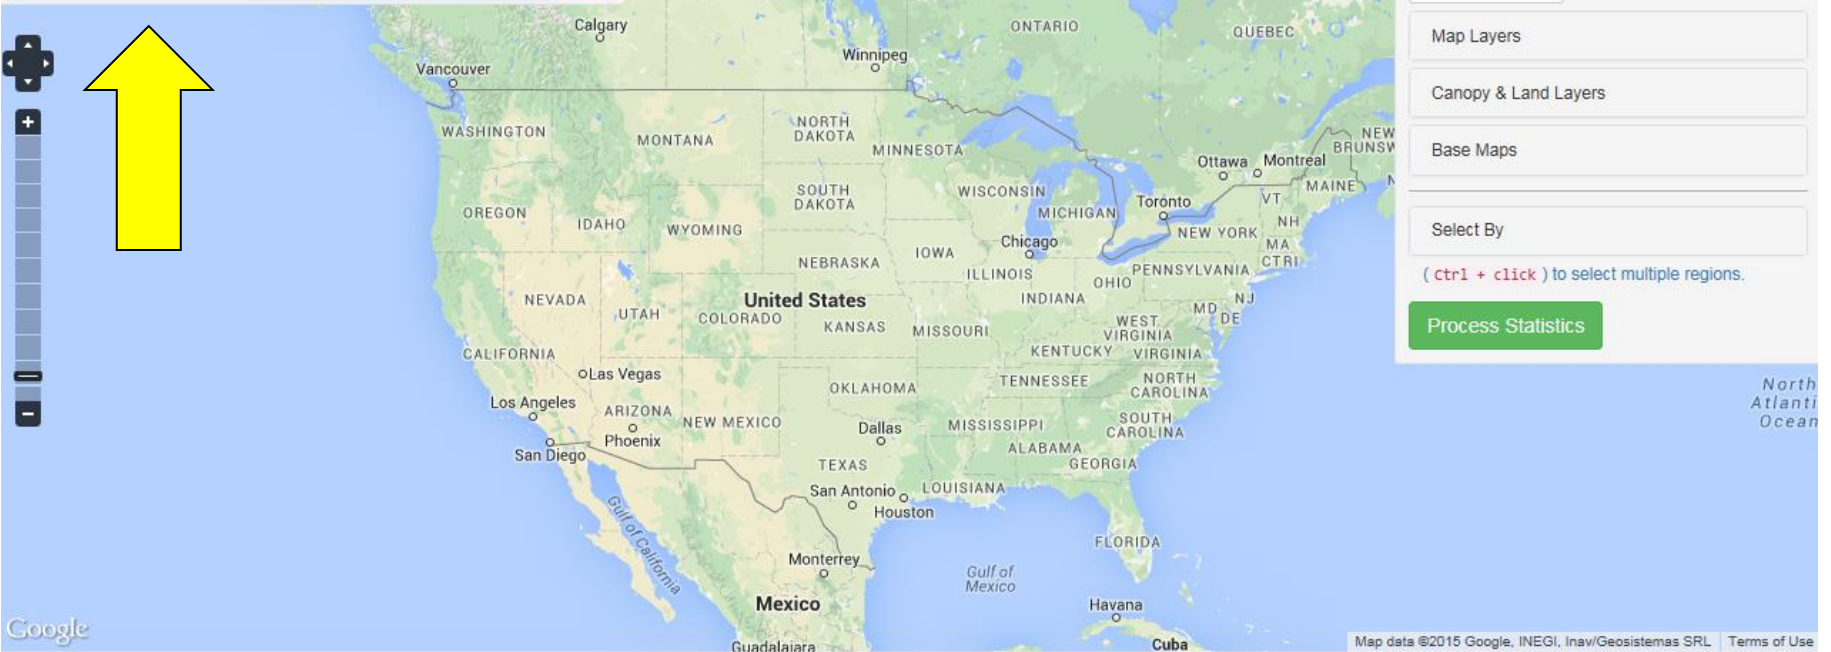 Calgary
ONTARIO
QUEBEC
Map Layers
Winnipeg
Vancouver
Canopy & Land Layers
WASHINGTON
MONTANA
NORTH
DAKOTA
MINNESOTA
NEW
BRUNSW
Base Maps
Ottawa
Montreal
SOUTH
DAKOTA
WISCONSIN
MAINE
N
OREGON
IDAHO
WYOMING
MICHIGAN
Toronto
VT
NH
NEW YORK
Select By
Chicago
IOWA
MA
CT RI
NEBRASKA
ILLINOIS
OHIO
PENNSYLVANIA
( Ctrl + click ) to select multiple regions.
NEVADA
UTAH
United States
COLORADO
KANSAS
MISSOURI
INDIANA
WEST
VIRGINIA
MD
NJ
DE
Process Statistics
CALIFORNIA
KENTUCKY
VIRGINIA
Las Vegas
OKLAHOMA
TENNESSEE
NORTH
CAROLINA
North
Atlanti
Ocean
Los Angeles
ARIZONA
Phoenix
NEW MEXICO
Dallas
MISSISSIPPI
SOUTH
CAROLINA
San Diego
TEXAS
ALABAMA
GEORGIA
San Antonio
Houston
LOUISIANA
Gulf of California
FLORIDA
Monterrey
Gulf of
Mexico
Mexico
Havana
Google
Guadalajara
Cuba
Map data ©2015 Google, INEGI, Inav/Geosistemas SRL
Terms of Use